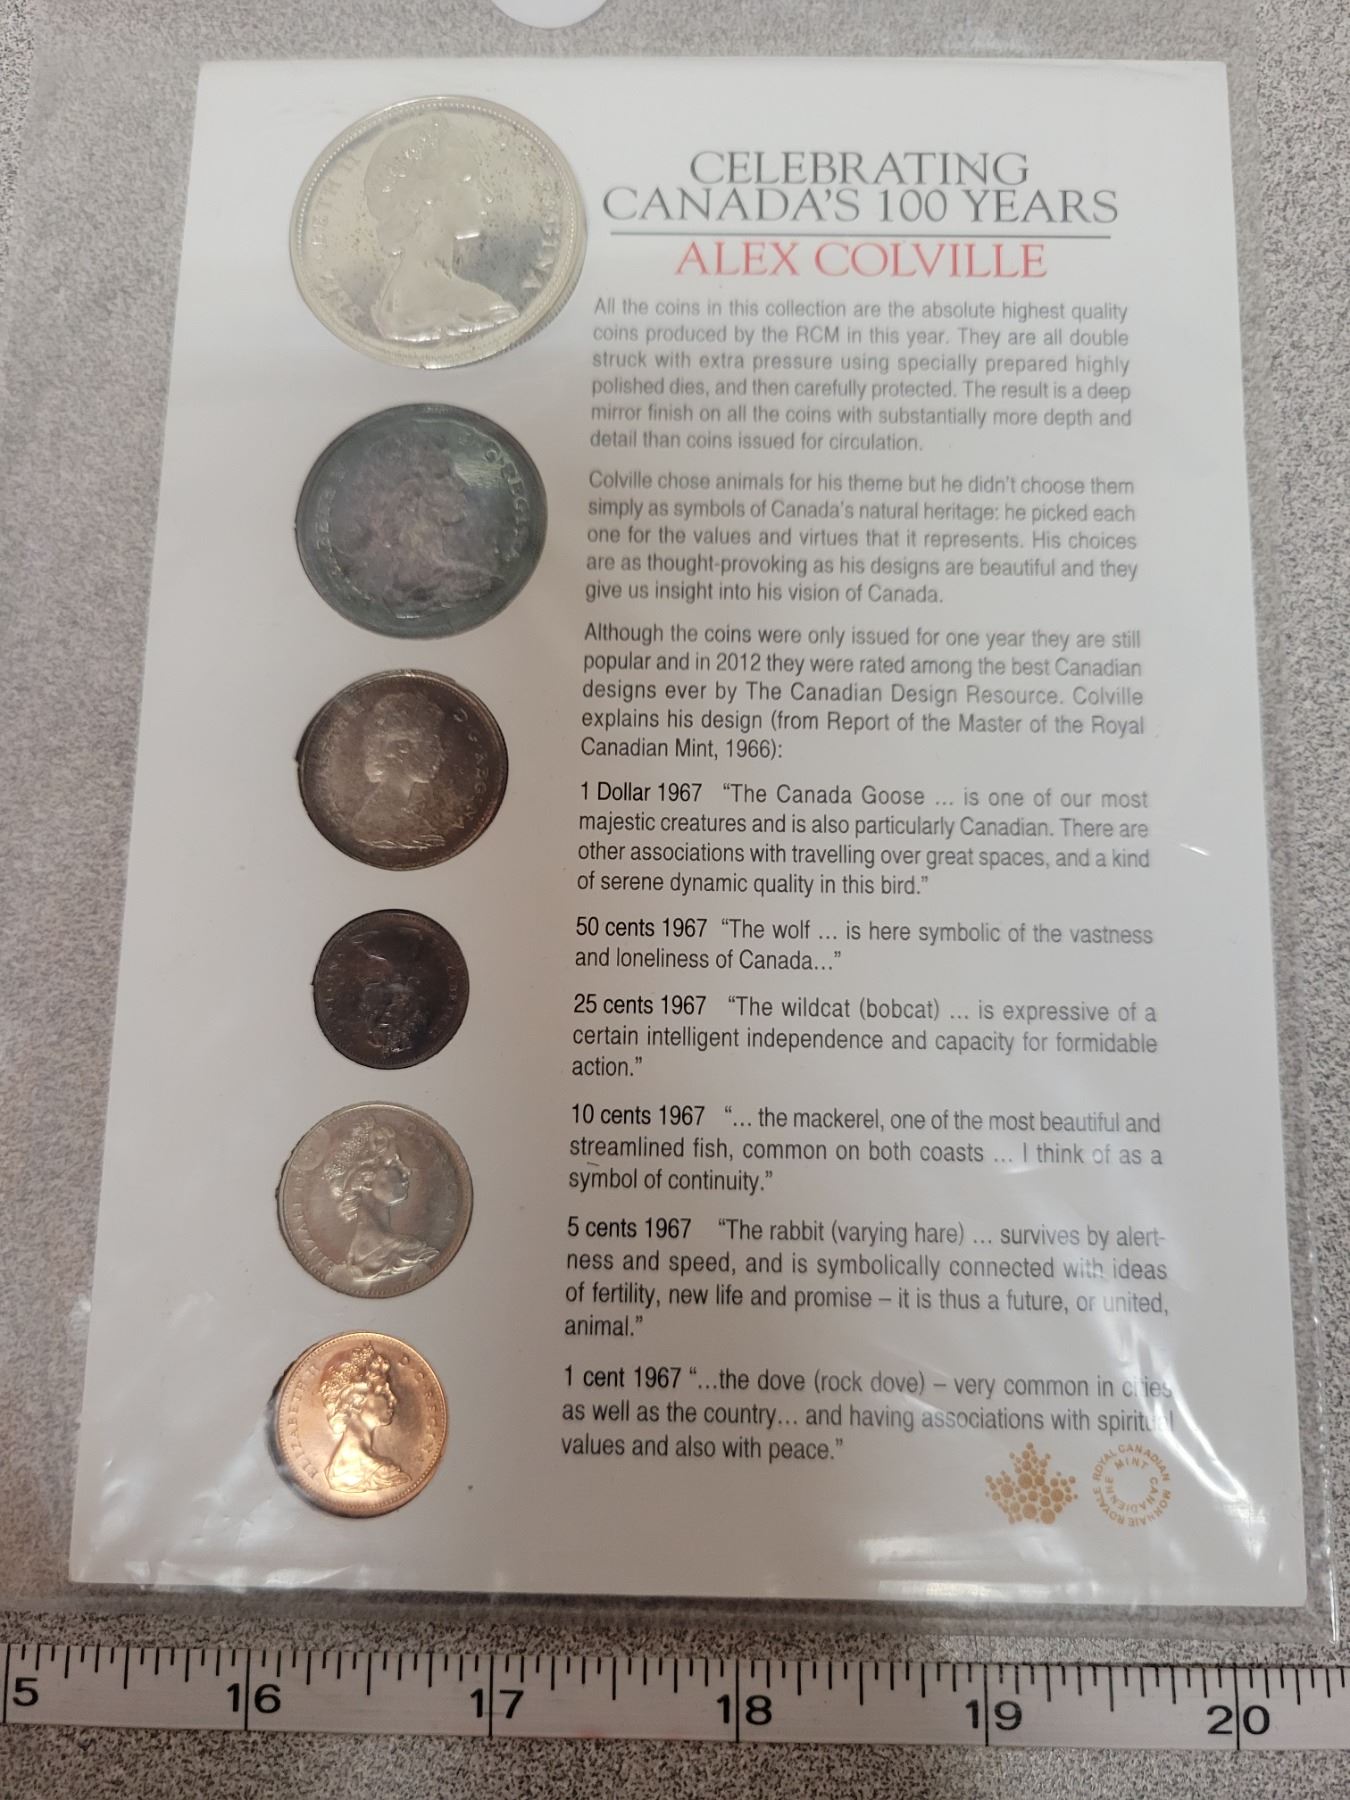 CELEBRATING
CANADA'S 100 YEARS
ALEX COLVILLE
All the coins in this collection are the absolute highest quality
coins produced by the RCM in this year. They are all double
struck with extra pressure using specially prepared highly
polished dies, and then carefully protected. The result is a deep
mirror finish on all the coins with substantially more depth and
detail than coins issued for circulation.
Colville chose animals for his theme but he didn't choose them
simply as symbols of Canada's natural heritage: he picked each
one for the values and virtues that it represents. His choices
are as thought-provoking as his designs are beautiful and they
give us insight into his vision of Canada.
Although the coins were only issued for one year they are still
popular and in 2012 they were rated among the best Canadian
designs ever by The Canadian Design Resource. Colville
explains his design (from Report of the Master of the Royal
Canadian Mint, 1966):
1 Dollar 1967 “The Canada Goose ... is one of our most
majestic creatures and is also particularly Canadian. There are
other associations with travelling over great spaces, and a kind
of serene dynamic quality in this bird.”
50 cents 1967 “The wolf ... is here symbolic of the vastness
and loneliness of Canada...”
25 cents 1967 “The wildcat (bobcat) ... is expressive of a
certain intelligent independence and capacity for formidable
action.”
10 cents 1967 “... the mackerel, one of the most beautiful and
streamlined fish, common on both coasts ... I think of as a
symbol of continuity.”
5 cents 1967 “The rabbit (varying hare) ... survives by alert-
ness and speed, and is symbolically connected with ideas
of fertility, new life and promise – it is thus a future, or united,
animal.”
1 cent 1967 “...the dove (rock dove) – very common in cities
as well as the country... and having associations with spiritual
values and also with peace.”
ROYAL CANADIAN MINT
MONNAIE ROYALE CANADIENNE
ELIZABETH II D·G·REGINA
5 16 17 18 19 20